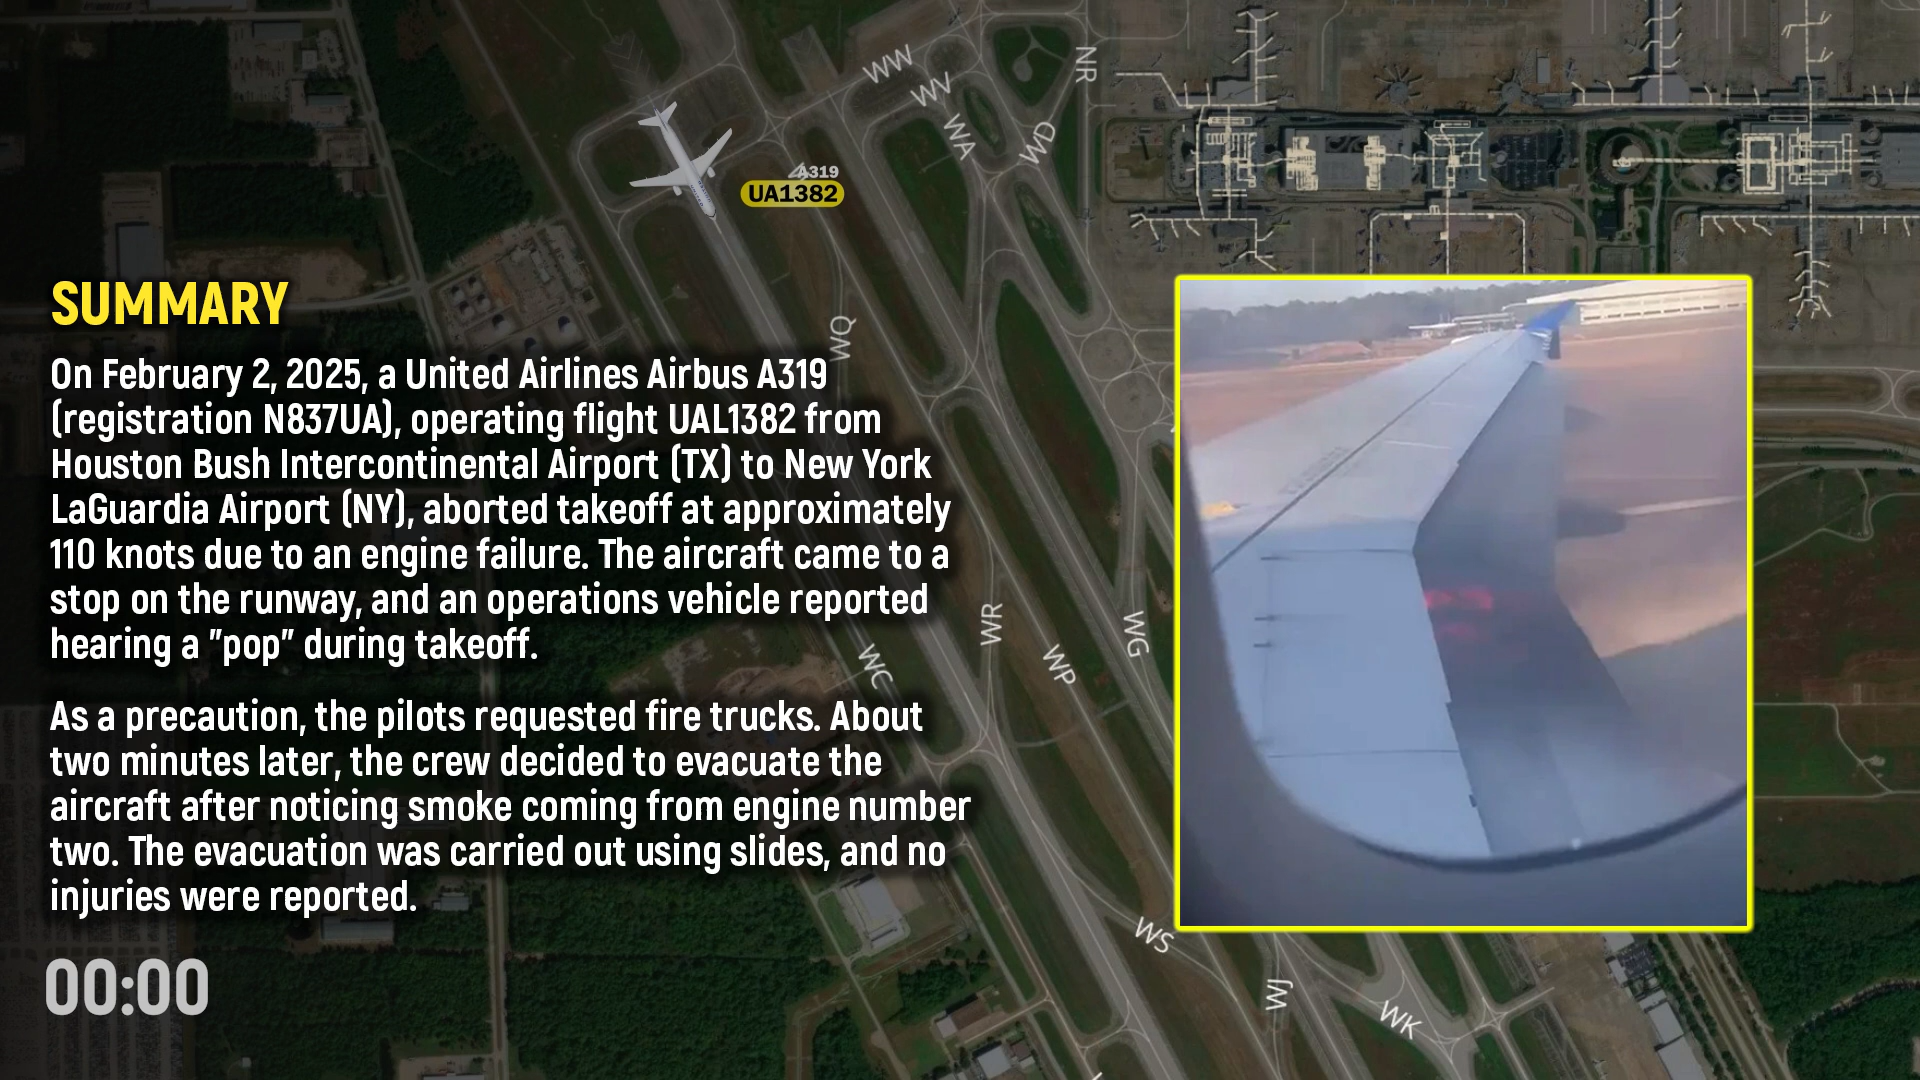 WW
WV
NR
WA
WD
A319
UA1382
WQ
SUMMARY
On February 2, 2025, a United Airlines Airbus A319
(registration N837UA), operating flight UAL1382 from
Houston Bush Intercontinental Airport (TX) to New York
LaGuardia Airport (NY), aborted takeoff at approximately
110 knots due to an engine failure. The aircraft came to a
stop on the runway, and an operations vehicle reported
hearing a "pop" during takeoff.
As a precaution, the pilots requested fire trucks. About
two minutes later, the crew decided to evacuate the
aircraft after noticing smoke coming from engine number
two. The evacuation was carried out using slides, and no
injuries were reported.
00:00
WR
WG
WC
WP
WS
WJ
WK